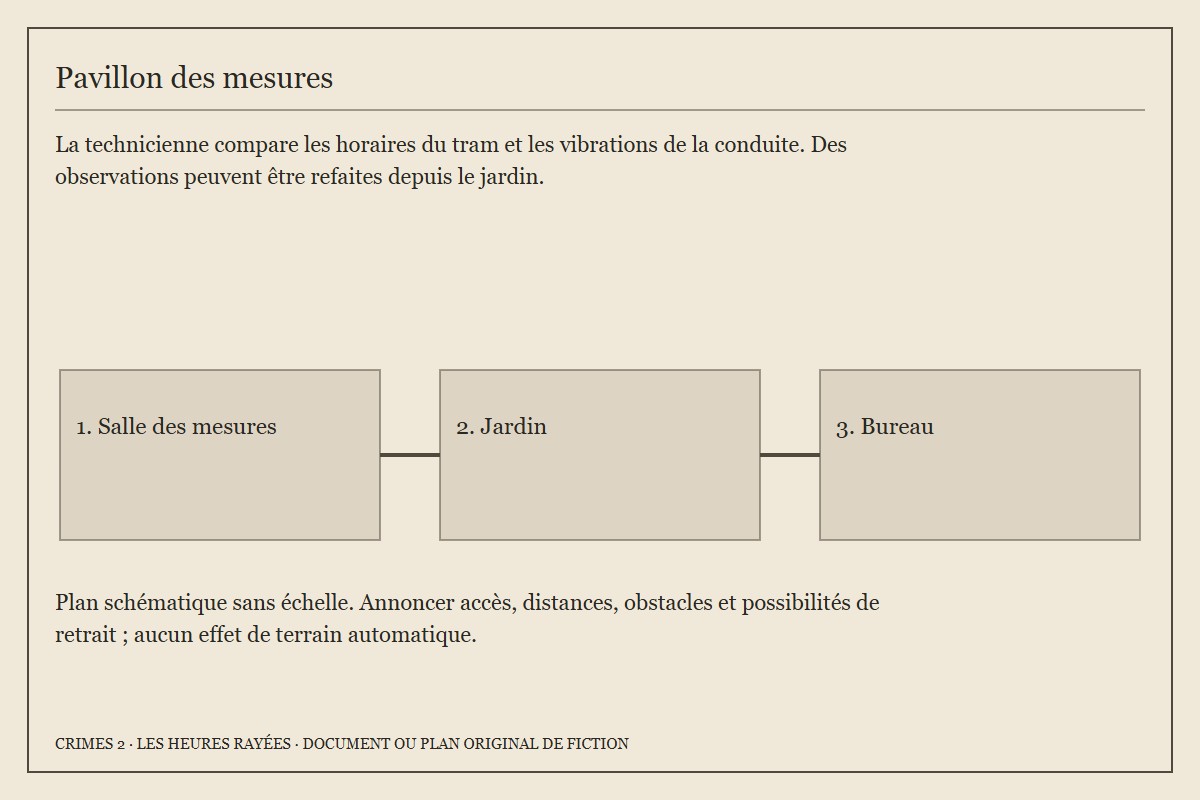 Pavillon des mesures
La technicienne compare les horaires du tram et les vibrations de la conduite. Des
observations peuvent être refaites depuis le jardin.
1. Salle des mesures
2. Jardin
3. Bureau
Plan schématique sans échelle. Annoncer accès, distances, obstacles et possibilités de
retrait ; aucun effet de terrain automatique.
CRIMES 2 · LES HEURES RAYÉES · DOCUMENT OU PLAN ORIGINAL DE FICTION